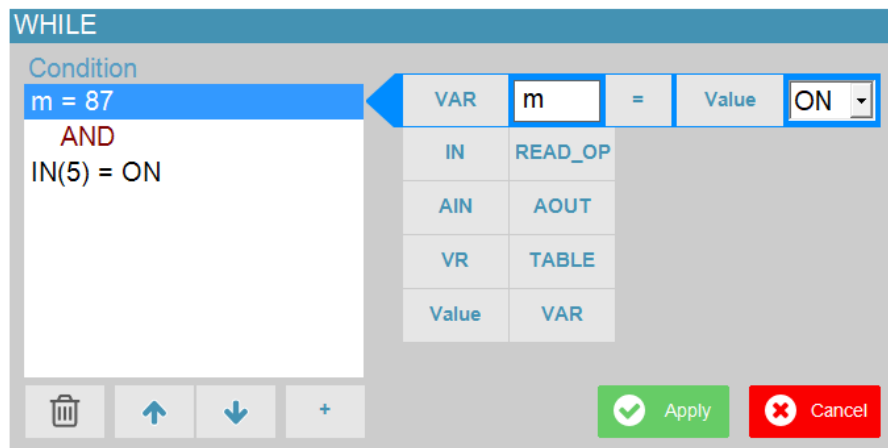 WHILE
Condition
m = 87
AND
IN(5) = ON
VAR m = Value ON
IN READ_OP
AIN AOUT
VR TABLE
Value VAR
+ Apply Cancel